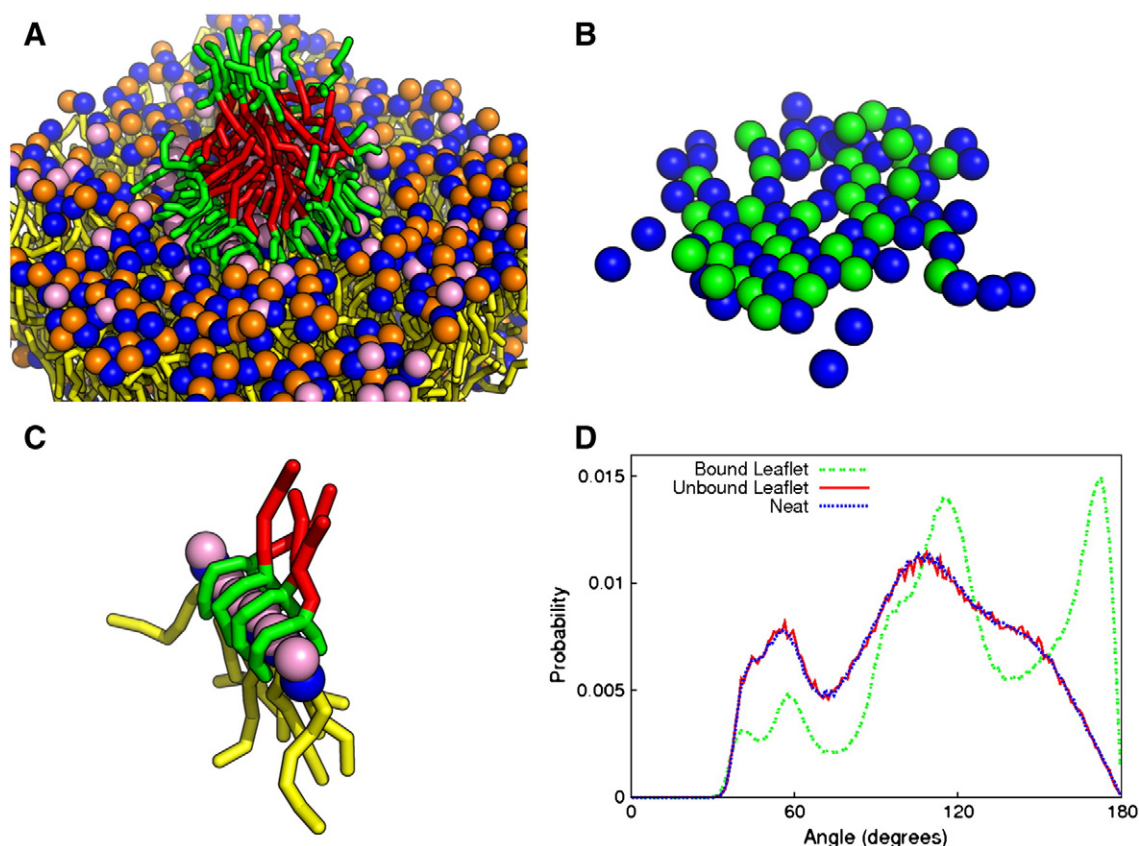 A
B
C
D
Bound Leaflet
Unbound Leaflet
Neat
0.015
0.01
0.005
0
Probability
0 60 120 180
Angle (degrees)